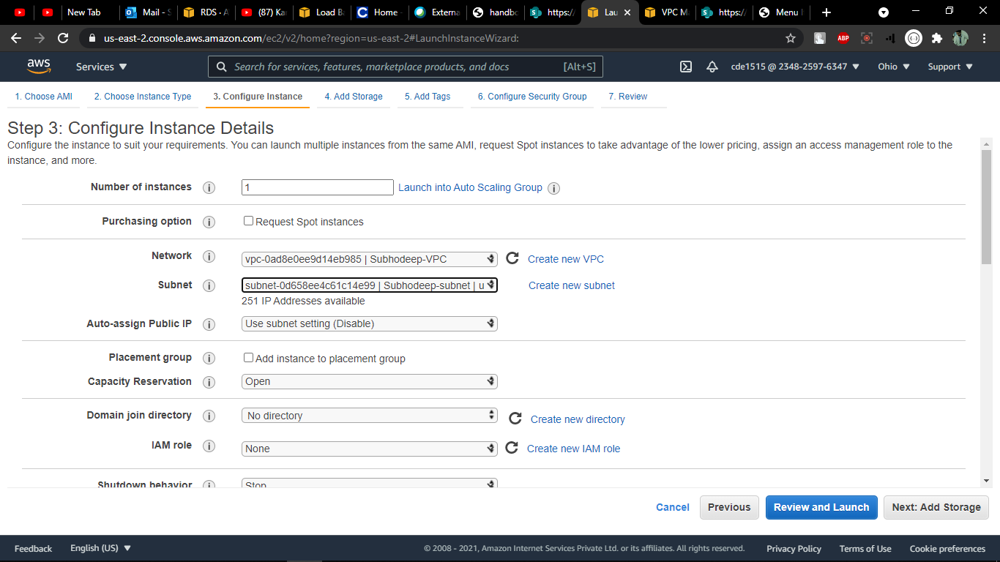 New Tab
Mail - S
RDS · A
(87) Ka
Load Ba
Home -
Externa
handbo
https:/
Lau
VPC Ma
https:/
Menu
us-east-2.console.aws.amazon.com/ec2/v2/home?region=us-east-2#LaunchInstanceWizard:
ABP
aws
Services
Search for services, features, marketplace products, and docs [Alt+S]
cde1515 @ 2348-2597-6347
Ohio
Support
1. Choose AMI
2. Choose Instance Type
3. Configure Instance
4. Add Storage
5. Add Tags
6. Configure Security Group
7. Review
Step 3: Configure Instance Details
Configure the instance to suit your requirements. You can launch multiple instances from the same AMI, request Spot instances to take advantage of the lower pricing, assign an access management role to the
instance, and more.
Number of instances i 1 Launch into Auto Scaling Group i
Purchasing option i Request Spot instances
Network i vpc-0ad8e0ee9d14eb985 | Subhodeep-VPC Create new VPC
Subnet i subnet-0d658ee4c61c14e99 | Subhodeep-subnet | u Create new subnet
251 IP Addresses available
Auto-assign Public IP i Use subnet setting (Disable)
Placement group i Add instance to placement group
Capacity Reservation i Open
Domain join directory i No directory Create new directory
IAM role i None Create new IAM role
Shutdown behavior i Stop
Cancel Previous Review and Launch Next: Add Storage
Feedback English (US) © 2008 - 2021, Amazon Internet Services Private Ltd. or its affiliates. All rights reserved. Privacy Policy Terms of Use Cookie preferences